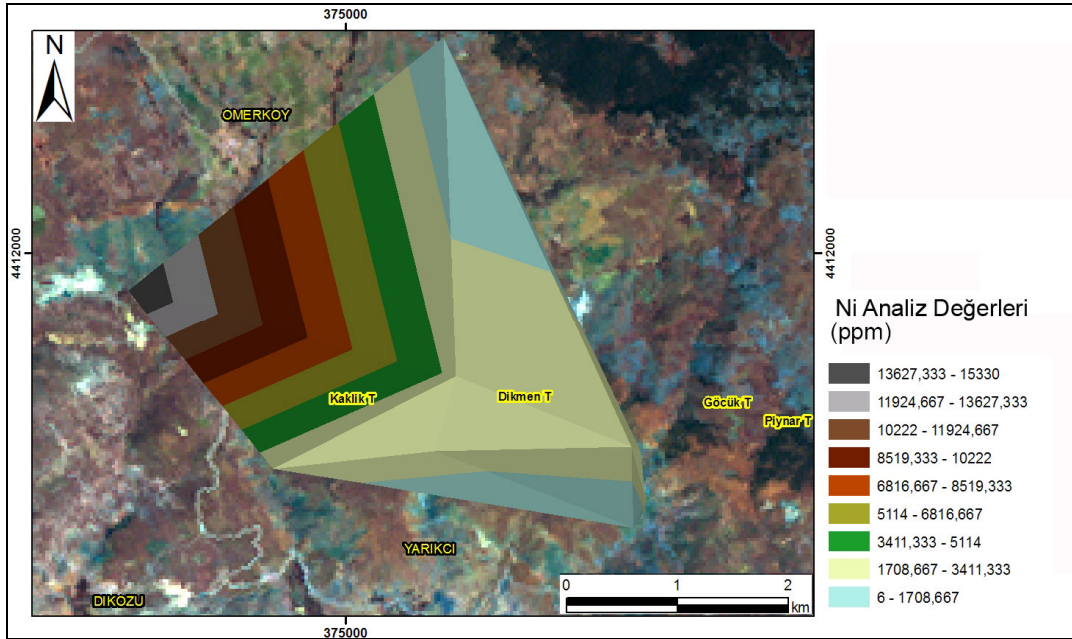 375000
N
OMERKOY
4412000
4412000
Kaklik T
Dikmen T
Göcük T
Piynar T
YARIKCI
DIKOZU
0 1 2
km
375000
Ni Analiz Değerleri
(ppm)
13627,333 - 15330
11924,667 - 13627,333
10222 - 11924,667
8519,333 - 10222
6816,667 - 8519,333
5114 - 6816,667
3411,333 - 5114
1708,667 - 3411,333
6 - 1708,667